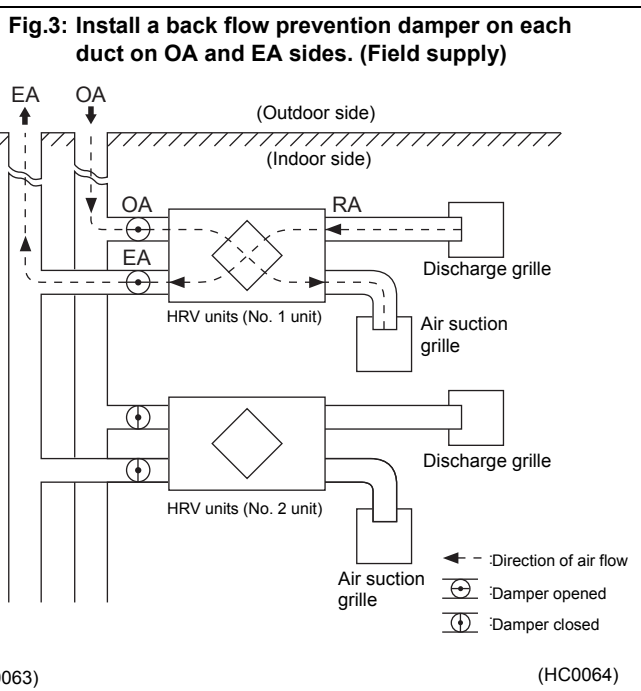 Fig.3: Install a back flow prevention damper on each
duct on OA and EA sides. (Field supply)
EA
OA
(Outdoor side)
(Indoor side)
OA
RA
EA
Discharge grille
HRV units (No. 1 unit)
Air suction
grille
Discharge grille
HRV units (No. 2 unit)
Air suction
grille
:Direction of air flow
:Damper opened
:Damper closed
0063)
(HC0064)